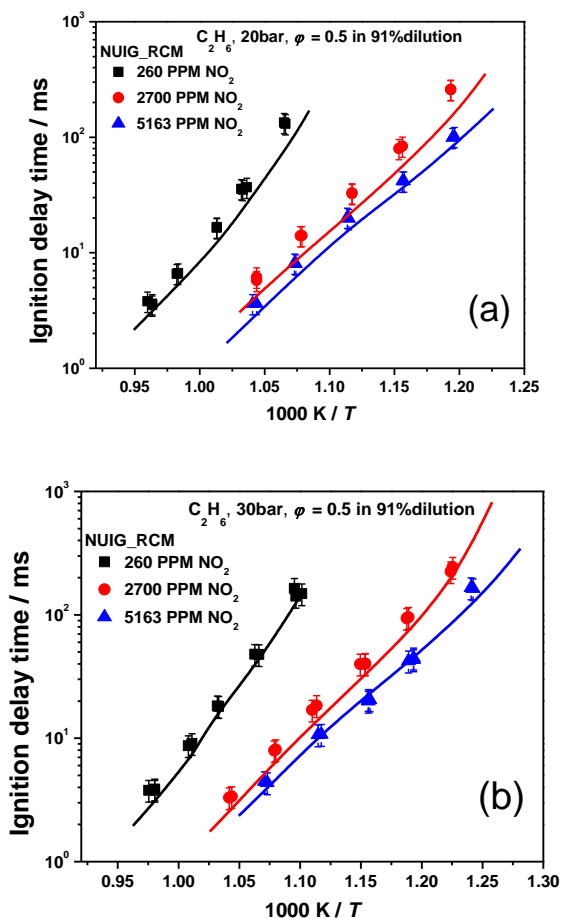 C₂H₆, 20bar, φ = 0.5 in 91%dilution
NUIG_RCM
260 PPM NO₂
2700 PPM NO₂
5163 PPM NO₂
(a)
Ignition delay time / ms
10³
10²
10¹
10⁰
0.95 1.00 1.05 1.10 1.15 1.20 1.25
1000 K / T
C₂H₆, 30bar, φ = 0.5 in 91%dilution
NUIG_RCM
260 PPM NO₂
2700 PPM NO₂
5163 PPM NO₂
(b)
Ignition delay time / ms
10³
10²
10¹
10⁰
0.95 1.00 1.05 1.10 1.15 1.20 1.25 1.30
1000 K / T